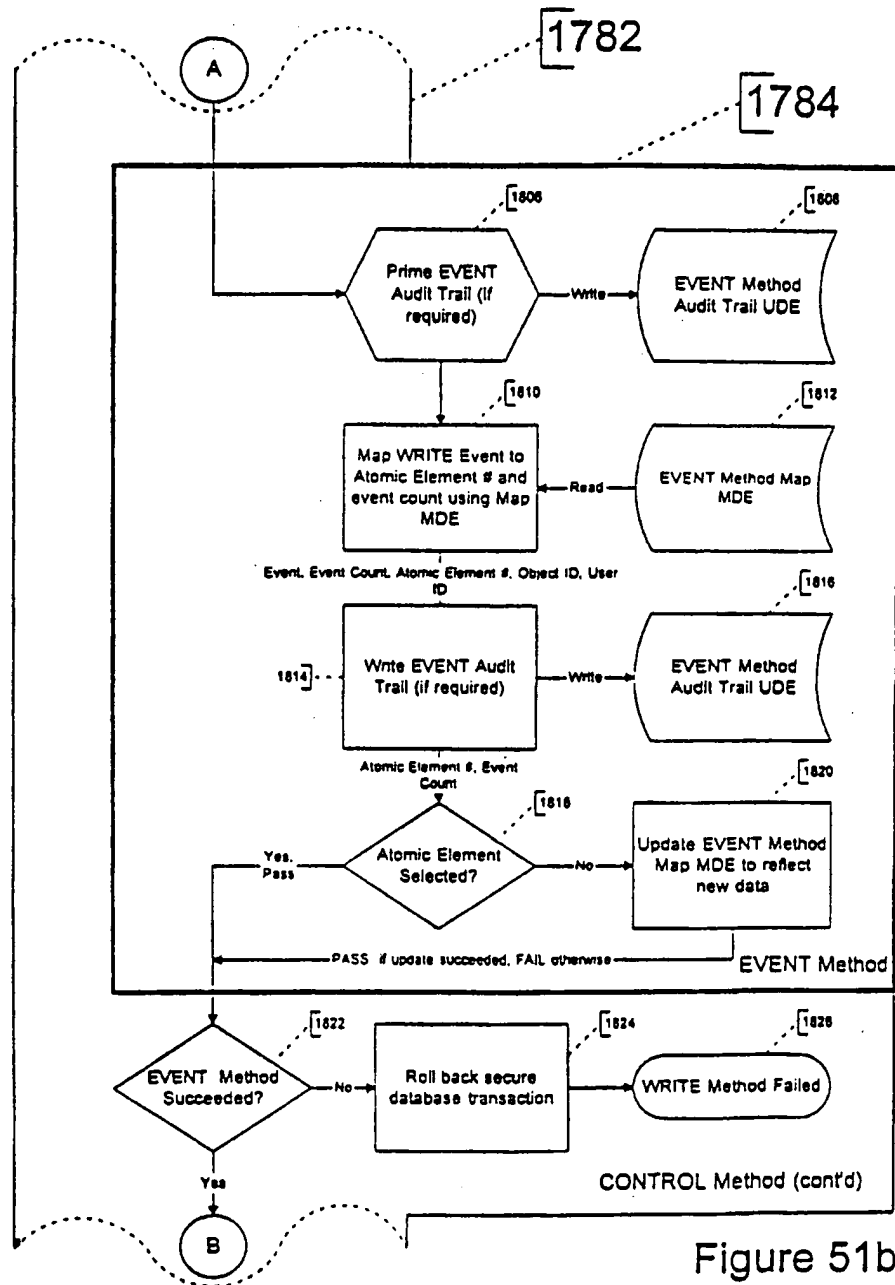 1782
A
1784
1806
1808
Prime EVENT
Audit Trail (if
required)
Write
EVENT Method
Audit Trail UDE
1810
1812
Map WRITE Event to
Atomic Element # and
event count using Map
MDE
Read
EVENT Method Map
MDE
Event, Event Count, Atomic Element #, Object ID, User
ID
1816
1814
Write EVENT Audit
Trail (if required)
Write
EVENT Method
Audit Trail UDE
Atomic Element #, Event
Count
1818
1820
Yes,
Pass
Atomic Element
Selected?
No
Update EVENT Method
Map MDE to reflect
new data
PASS if update succeeded, FAIL otherwise
EVENT Method
1822
1824
1826
EVENT Method
Succeeded?
No
Roll back secure
database transaction
WRITE Method Failed
Yes
CONTROL Method (cont'd)
B
Figure 51b